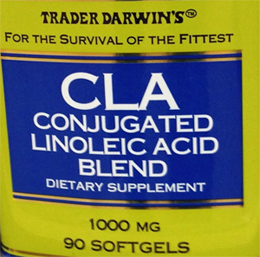 TRADER DARWIN'S™
FOR THE SURVIVAL OF THE FITTEST
CLA
CONJUGATED
LINOLEIC ACID
BLEND
DIETARY SUPPLEMENT
1000 MG
90 SOFTGELS